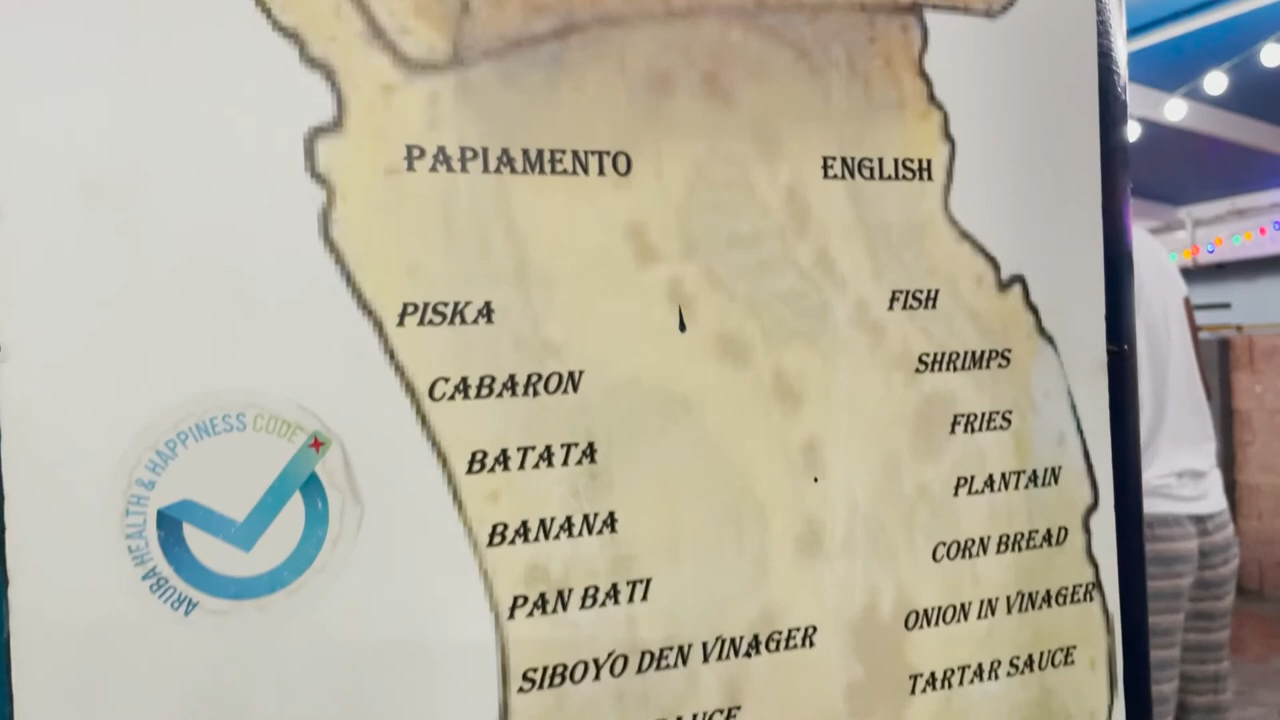 PAPIAMENTO ENGLISH
PISKA FISH
CABARON SHRIMPS
BATATA FRIES
BANANA PLANTAIN
PAN BATI CORN BREAD
SIBOYO DEN VINAGER ONION IN VINAGER
TARTAR SAUCE
ARUBA HEALTH & HAPPINESS CODE